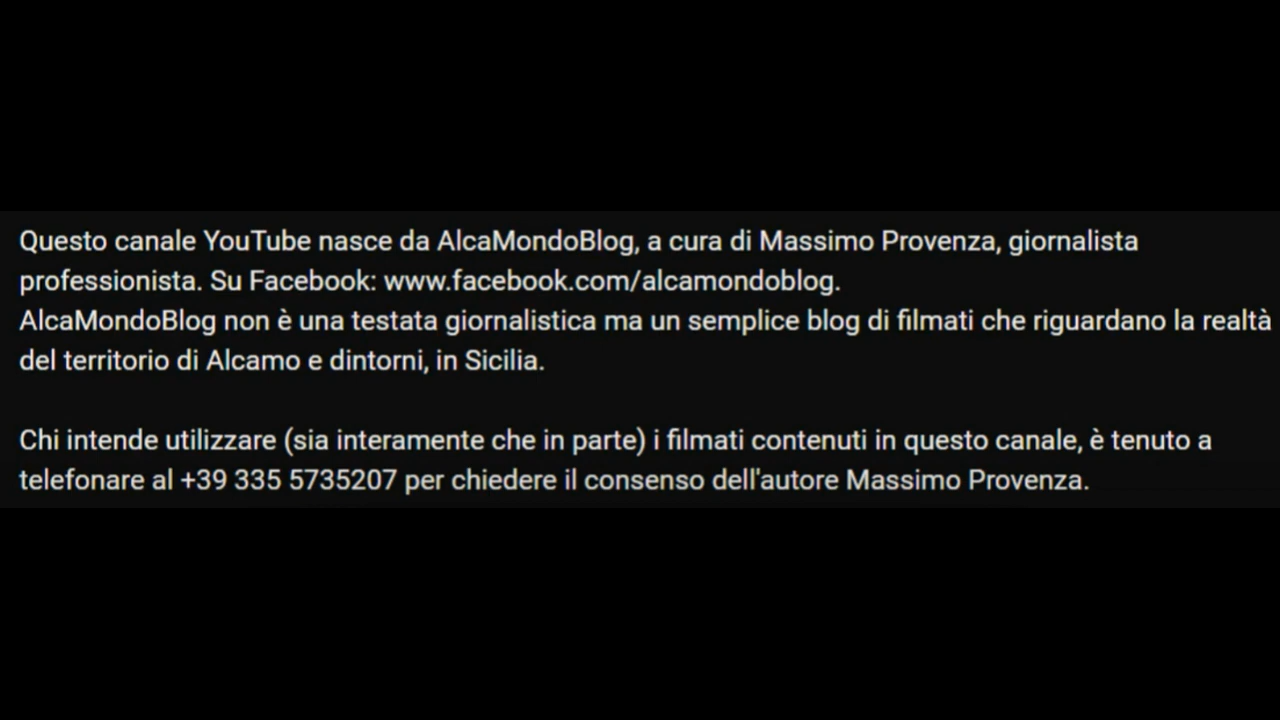 Questo canale YouTube nasce da AlcaMondoBlog, a cura di Massimo Provenza, giornalista
professionista. Su Facebook: www.facebook.com/alcamondoblog.
AlcaMondoBlog non è una testata giornalistica ma un semplice blog di filmati che riguardano la realtà
del territorio di Alcamo e dintorni, in Sicilia.
Chi intende utilizzare (sia interamente che in parte) i filmati contenuti in questo canale, è tenuto a
telefonare al +39 335 5735207 per chiedere il consenso dell'autore Massimo Provenza.